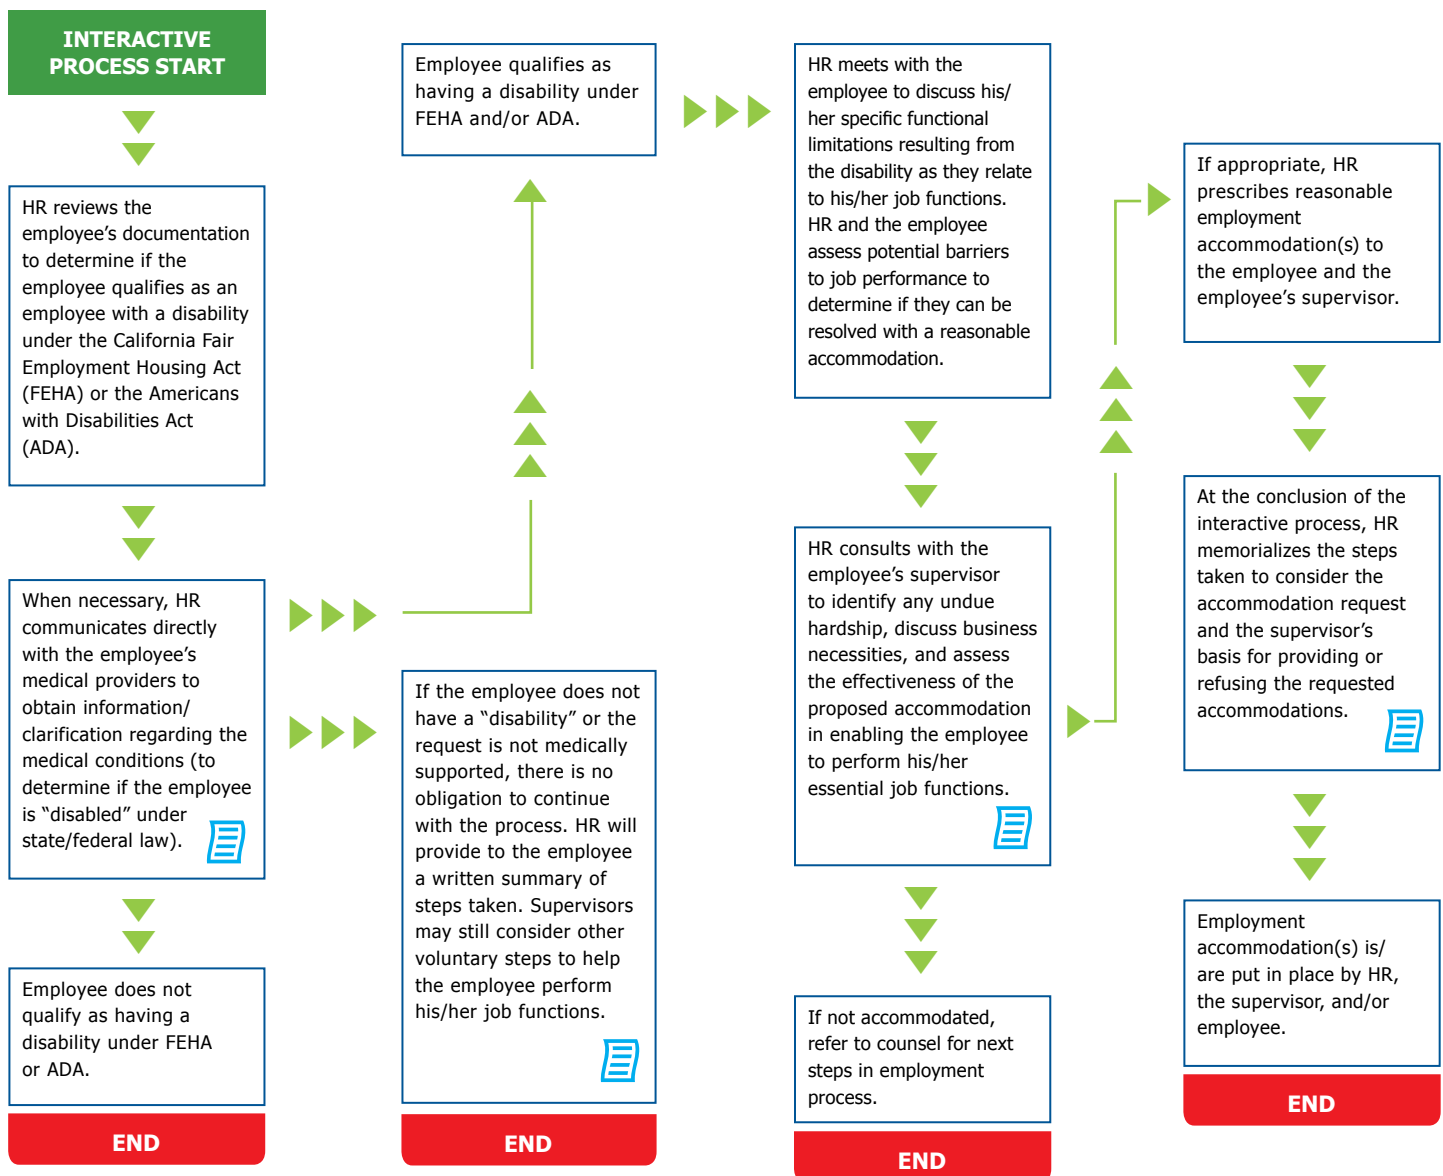 INTERACTIVE
PROCESS START
HR reviews the
employee’s documentation
to determine if the
employee qualifies as an
employee with a disability
under the California Fair
Employment Housing Act
(FEHA) or the Americans
with Disabilities Act
(ADA).
When necessary, HR
communicates directly
with the employee’s
medical providers to
obtain information/
clarification regarding the
medical conditions (to
determine if the employee
is “disabled” under
state/federal law).
Employee does not
qualify as having a
disability under FEHA
or ADA.
END
Employee qualifies as
having a disability under
FEHA and/or ADA.
If the employee does not
have a “disability” or the
request is not medically
supported, there is no
obligation to continue
with the process. HR will
provide to the employee
a written summary of
steps taken. Supervisors
may still consider other
voluntary steps to help
the employee perform
his/her job functions.
END
HR meets with the
employee to discuss his/
her specific functional
limitations resulting from
the disability as they relate
to his/her job functions.
HR and the employee
assess potential barriers
to job performance to
determine if they can be
resolved with a reasonable
accommodation.
HR consults with the
employee’s supervisor
to identify any undue
hardship, discuss business
necessities, and assess
the effectiveness of the
proposed accommodation
in enabling the employee
to perform his/her
essential job functions.
If not accommodated,
refer to counsel for next
steps in employment
process.
END
If appropriate, HR
prescribes reasonable
employment
accommodation(s) to
the employee and the
employee’s supervisor.
At the conclusion of the
interactive process, HR
memorializes the steps
taken to consider the
accommodation request
and the supervisor’s
basis for providing or
refusing the requested
accommodations.
Employment
accommodation(s) is/
are put in place by HR,
the supervisor, and/or
employee.
END